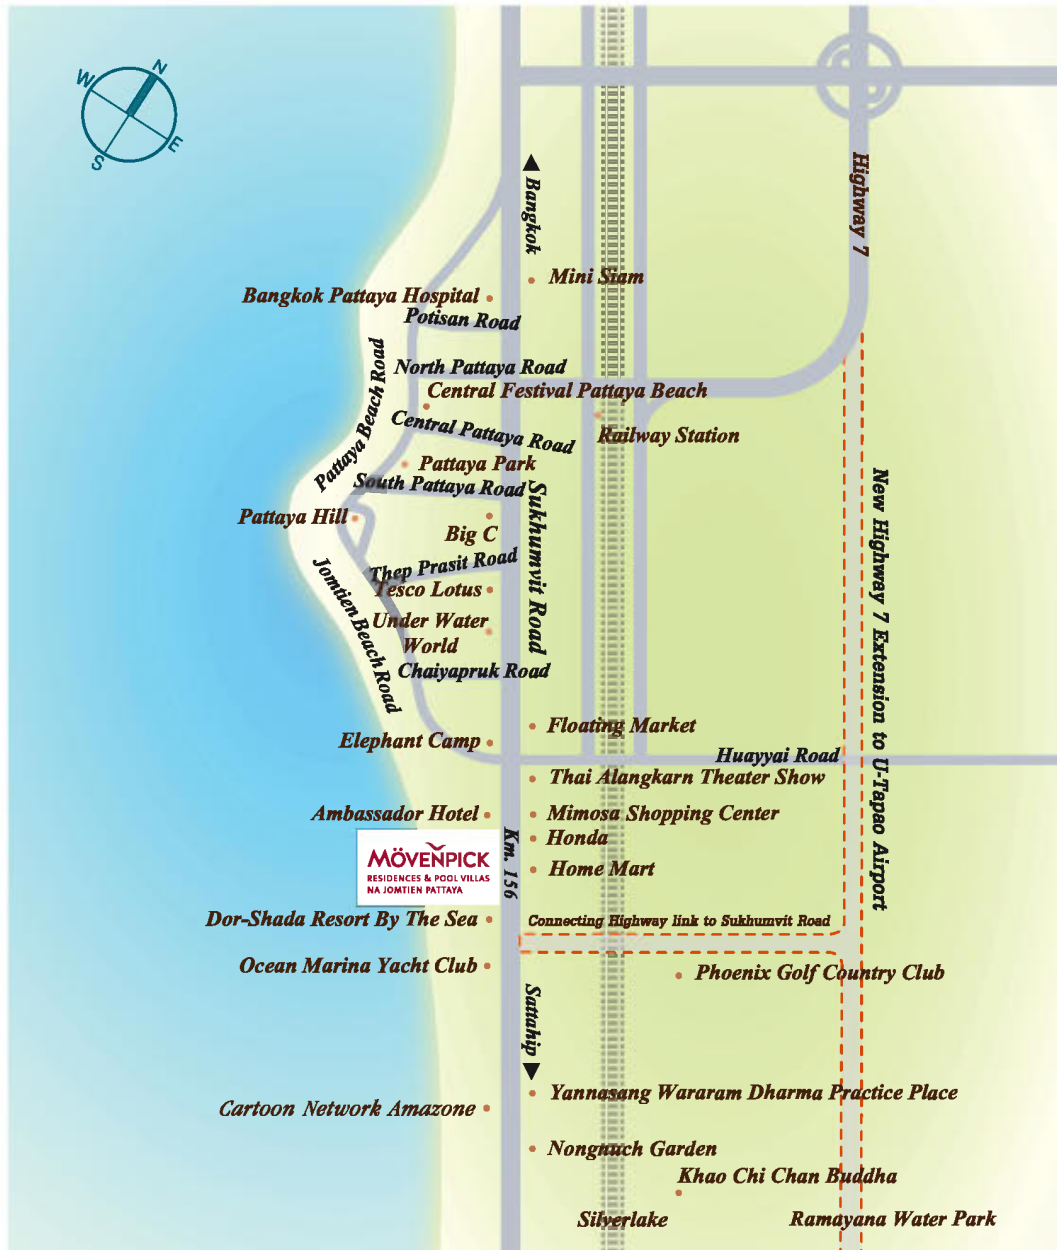 N
W
E
S
Highway 7
Bangkok
Mini Siam
Bangkok Pattaya Hospital
Potisan Road
Pattaya Beach Road
North Pattaya Road
Central Festival Pattaya Beach
Central Pattaya Road
Railway Station
Pattaya Park
South Pattaya Road
Sukhumvit Road
New Highway 7 Extension to U-Tapao Airport
Pattaya Hill
Big C
Thep Prasit Road
Jomtien Beach Road
Tesco Lotus
Under Water
World
Chaiyapruk Road
Floating Market
Elephant Camp
Huayyai Road
Thai Alangkarn Theater Show
Ambassador Hotel
Mimosa Shopping Center
Km. 156
Honda
MÖVENPICK
RESIDENCES & POOL VILLAS
NA JOMTIEN PATTAYA
Home Mart
Dor-Shada Resort By The Sea
Connecting Highway link to Sukhumvit Road
Ocean Marina Yacht Club
Phoenix Golf Country Club
Sattahip
Yannasang Wararam Dharma Practice Place
Cartoon Network Amazone
Nongnuch Garden
Khao Chi Chan Buddha
Silverlake
Ramayana Water Park